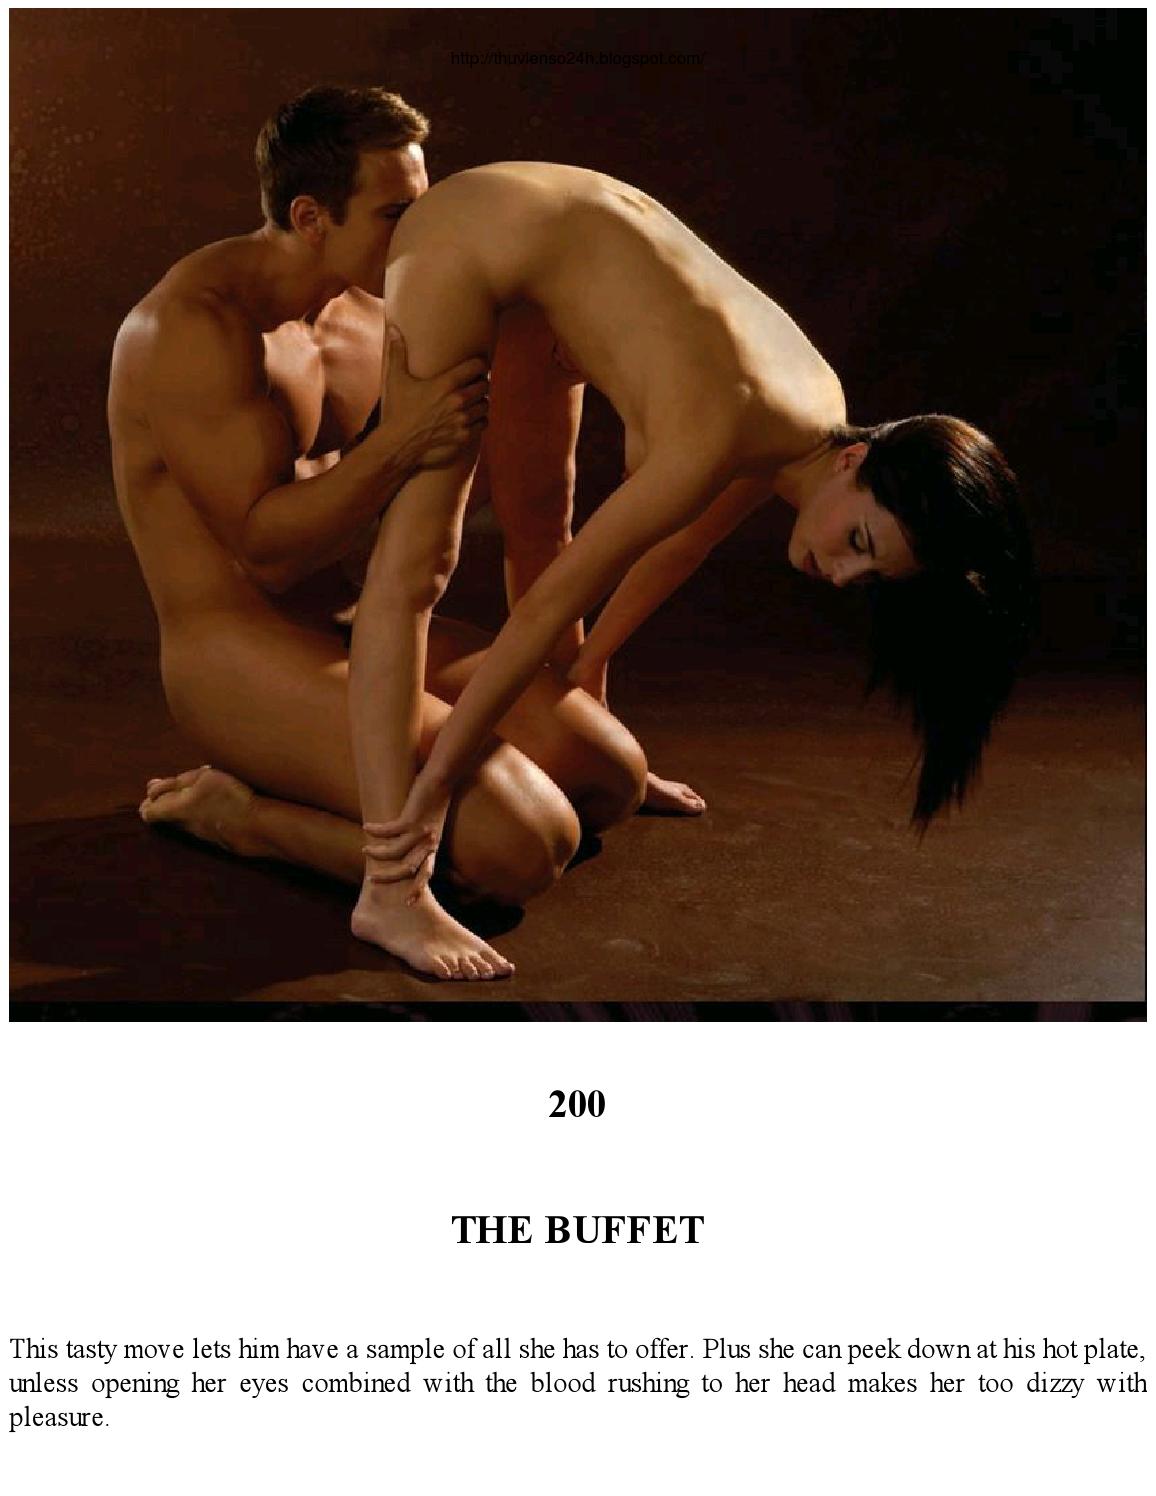 http://thuvienso24h.blogspot.com/
200
THE BUFFET
This tasty move lets him have a sample of all she has to offer. Plus she can peek down at his hot plate,
unless opening her eyes combined with the blood rushing to her head makes her too dizzy with
pleasure.